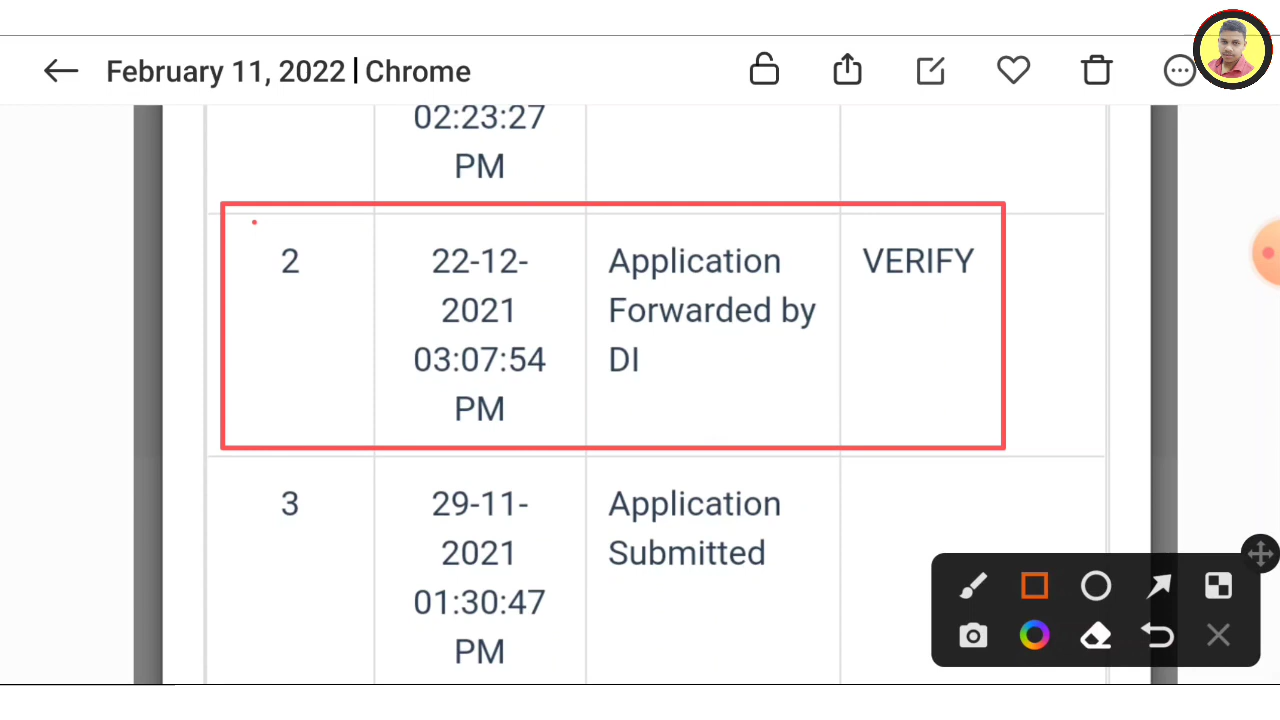 February 11, 2022 | Chrome
02:23:27
PM
2
22-12-
2021
03:07:54
PM
Application
Forwarded by
DI
VERIFY
3
29-11-
2021
01:30:47
PM
Application
Submitted